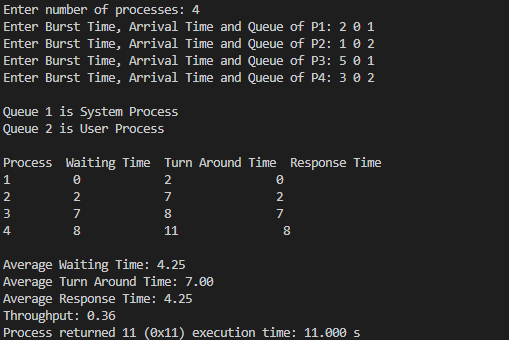 Enter number of processes: 4
Enter Burst Time, Arrival Time and Queue of P1: 2 0 1
Enter Burst Time, Arrival Time and Queue of P2: 1 0 2
Enter Burst Time, Arrival Time and Queue of P3: 5 0 1
Enter Burst Time, Arrival Time and Queue of P4: 3 0 2
Queue 1 is System Process
Queue 2 is User Process
Process  Waiting Time  Turn Around Time  Response Time
1        0           2              0
2        2           7              2
3        7           8              7
4        8           11              8
Average Waiting Time: 4.25
Average Turn Around Time: 7.00
Average Response Time: 4.25
Throughput: 0.36
Process returned 11 (0x11) execution time: 11.000 s